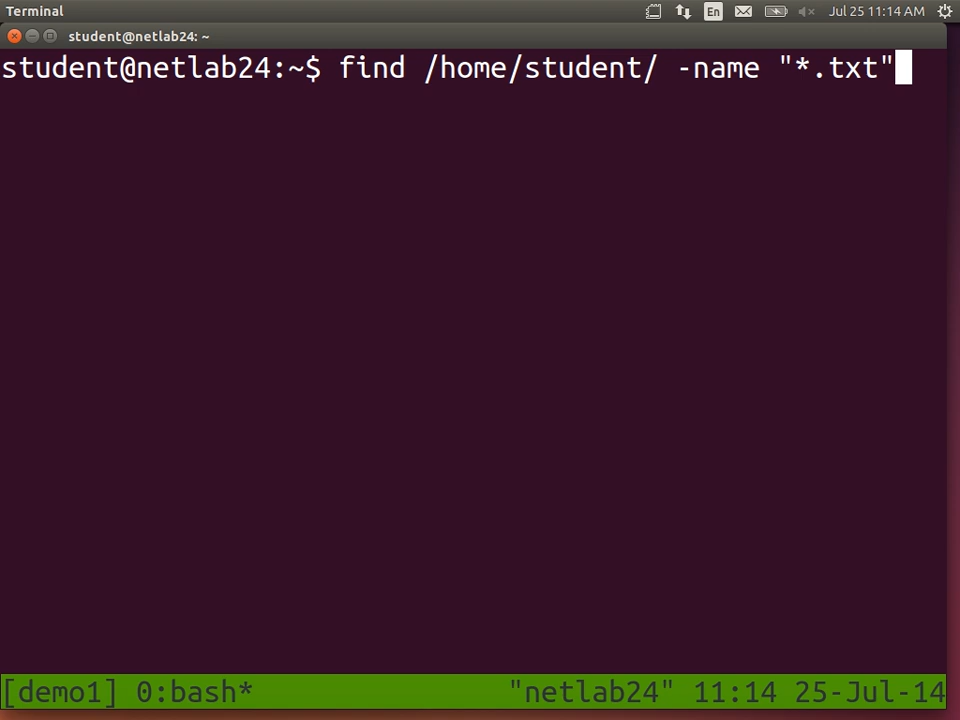 Terminal
En
Jul 25 11:14 AM
student@netlab24: ~
student@netlab24:~$ find /home/student/ -name "*.txt"
[demo1] 0:bash*
"netlab24" 11:14 25-Jul-14